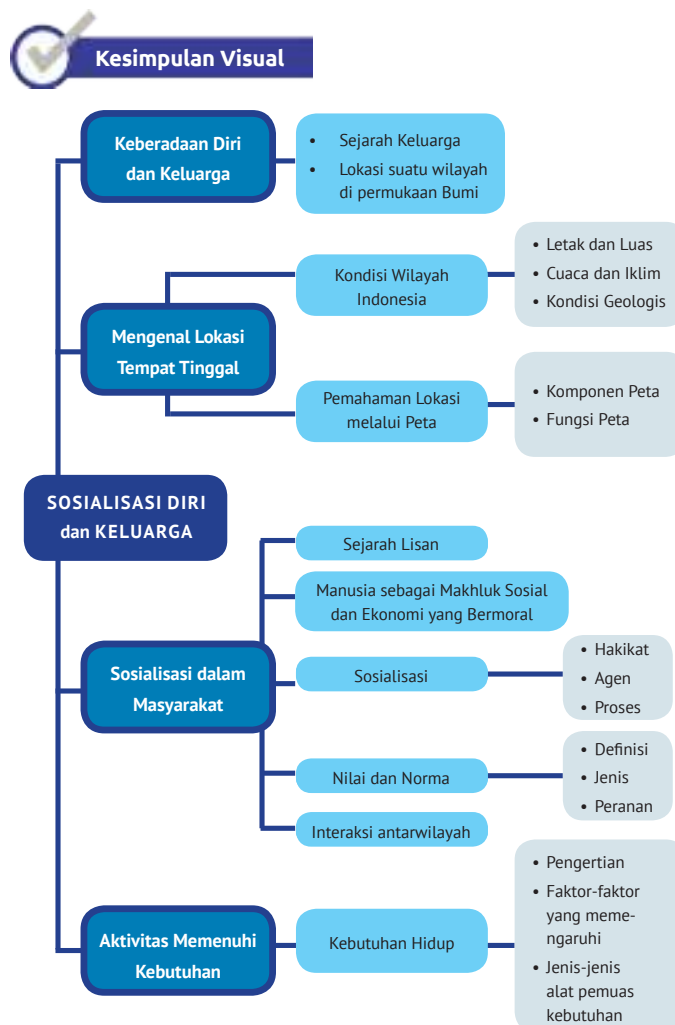 Kesimpulan Visual
Keberadaan Diri
dan Keluarga
• Sejarah Keluarga
• Lokasi suatu wilayah
di permukaan Bumi
Mengenal Lokasi
Tempat Tinggal
Kondisi Wilayah
Indonesia
• Letak dan Luas
• Cuaca dan Iklim
• Kondisi Geologis
Pemahaman Lokasi
melalui Peta
• Komponen Peta
• Fungsi Peta
SOSIALISASI DIRI
dan KELUARGA
Sosialisasi dalam
Masyarakat
Sejarah Lisan
Manusia sebagai Makhluk Sosial
dan Ekonomi yang Bermoral
Sosialisasi
• Hakikat
• Agen
• Proses
Nilai dan Norma
• Definisi
• Jenis
• Peranan
Interaksi antarwilayah
Aktivitas Memenuhi
Kebutuhan
Kebutuhan Hidup
• Pengertian
• Faktor-faktor
yang meme-
ngaruhi
• Jenis-jenis
alat pemuas
kebutuhan